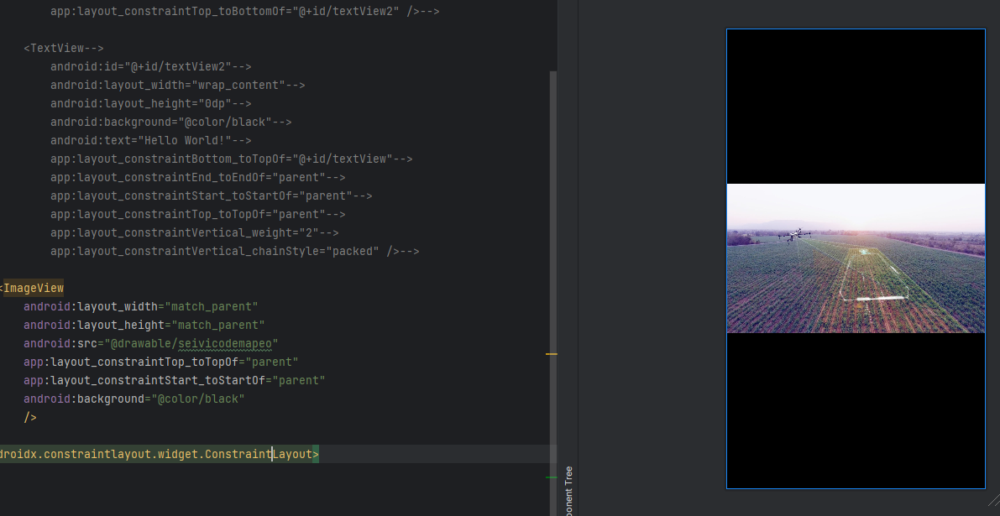 app:layout_constraintTop_toBottomOf="@+id/textView2" />-->
<TextView-->
android:id="@+id/textView2"-->
android:layout_width="wrap_content"-->
android:layout_height="0dp"-->
android:background="@color/black"-->
android:text="Hello World!"-->
app:layout_constraintBottom_toTopOf="@+id/textView"-->
app:layout_constraintEnd_toEndOf="parent"-->
app:layout_constraintStart_toStartOf="parent"-->
app:layout_constraintTop_toTopOf="parent"-->
app:layout_constraintVertical_weight="2"-->
app:layout_constraintVertical_chainStyle="packed" />-->
<ImageView
android:layout_width="match_parent"
android:layout_height="match_parent"
android:src="@drawable/seivicodemapeo"
app:layout_constraintTop_toTopOf="parent"
app:layout_constraintStart_toStartOf="parent"
android:background="@color/black"
/>
droidx.constraintlayout.widget.ConstraintLayout>
ponent Tree